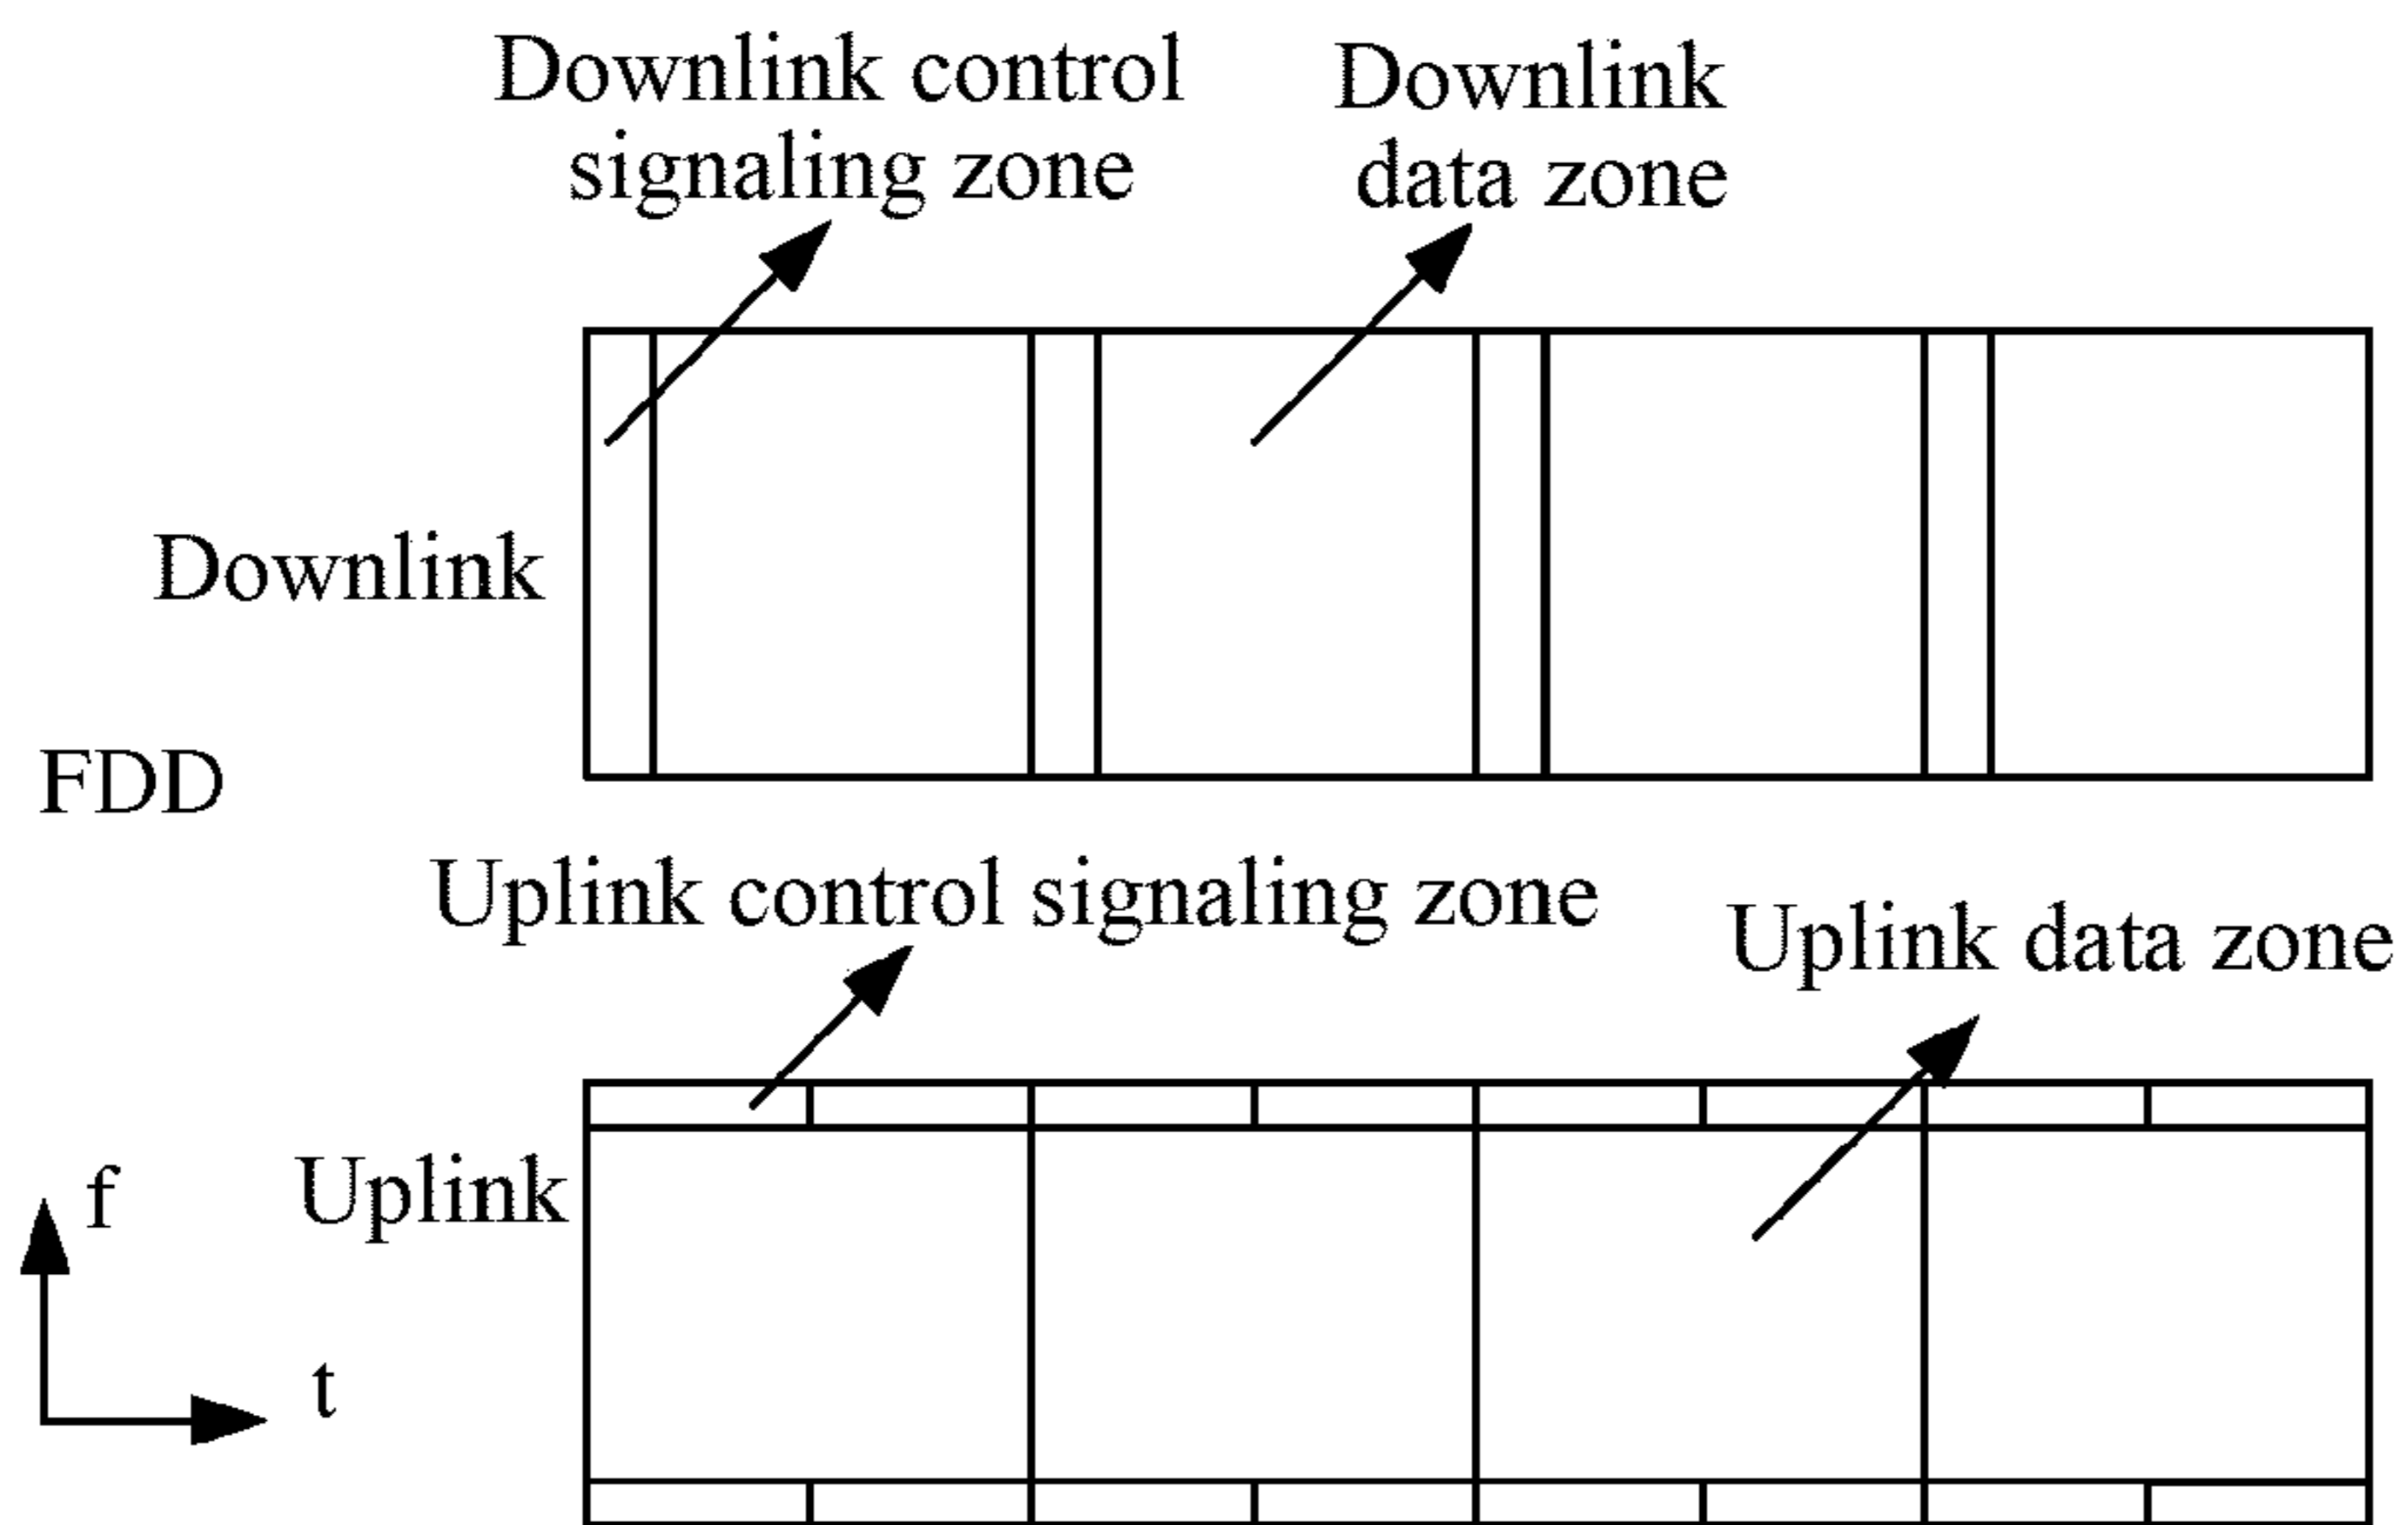 Downlink control
signaling zone
Downlink
data zone
Downlink
FDD
Uplink control signaling zone
Uplink data zone
Uplink
f
t